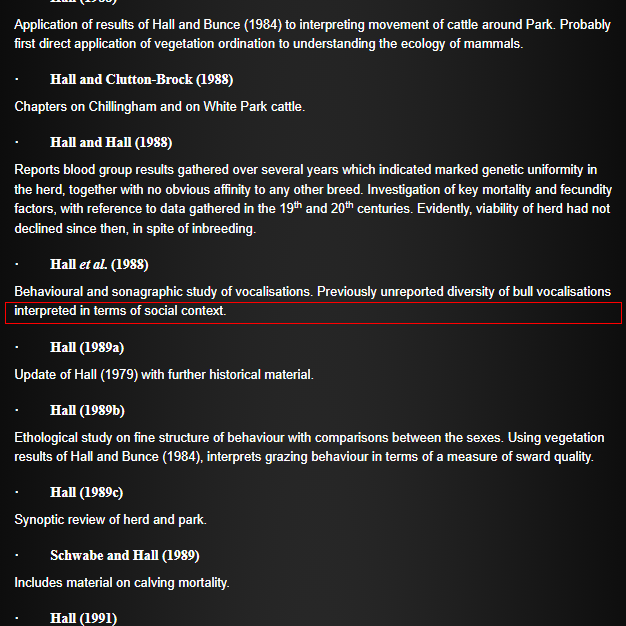 Application of results of Hall and Bunce (1984) to interpreting movement of cattle around Park. Probably
first direct application of vegetation ordination to understanding the ecology of mammals.
· Hall and Clutton-Brock (1988)
Chapters on Chillingham and on White Park cattle.
· Hall and Hall (1988)
Reports blood group results gathered over several years which indicated marked genetic uniformity in
the herd, together with no obvious affinity to any other breed. Investigation of key mortality and fecundity
factors, with reference to data gathered in the 19th and 20th centuries. Evidently, viability of herd had not
declined since then, in spite of inbreeding.
· Hall et al. (1988)
Behavioural and sonagraphic study of vocalisations. Previously unreported diversity of bull vocalisations
interpreted in terms of social context.
· Hall (1989a)
Update of Hall (1979) with further historical material.
· Hall (1989b)
Ethological study on fine structure of behaviour with comparisons between the sexes. Using vegetation
results of Hall and Bunce (1984), interprets grazing behaviour in terms of a measure of sward quality.
· Hall (1989c)
Synoptic review of herd and park.
· Schwabe and Hall (1989)
Includes material on calving mortality.
· Hall (1991)